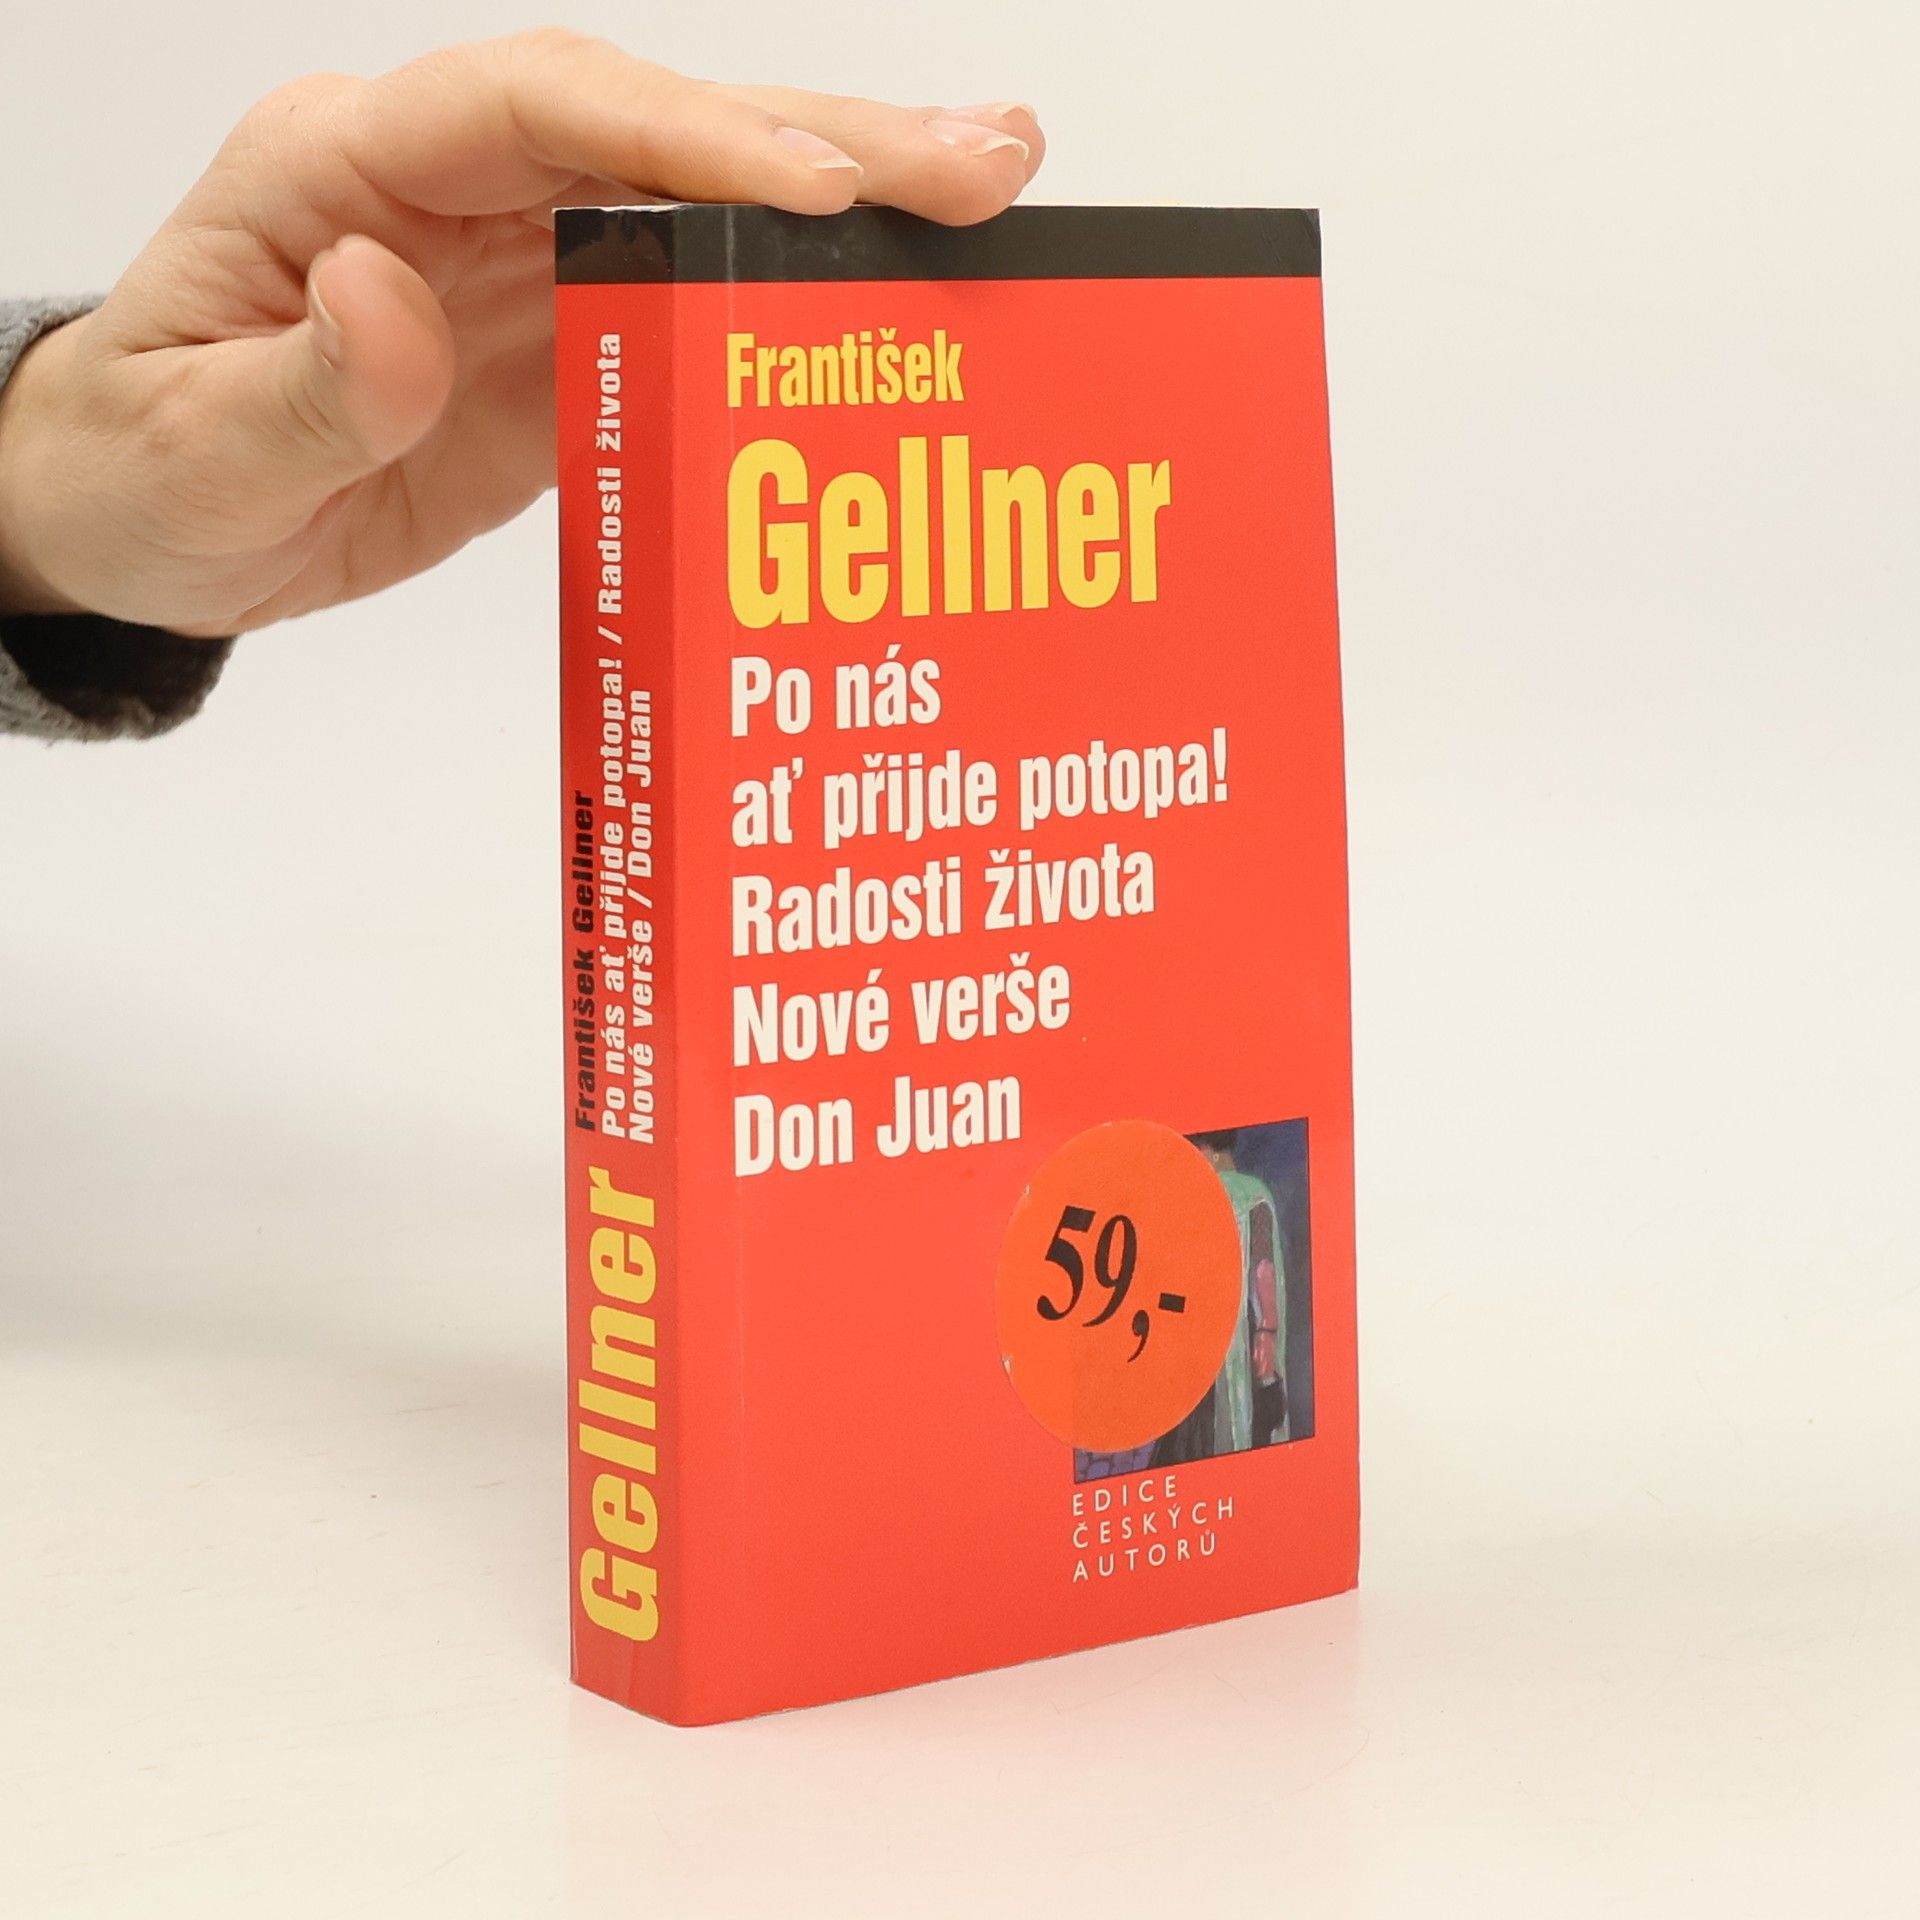 František
Gellner
Po nás
ať přijde potopa!
Radosti života
Nové verše
Don Juan
59,-
EDICE
ČESKÝCH
AUTORŮ
Gellner
František Gellner
Po nás ať přijde potopa! / Radosti života
Nové verše / Don Juan